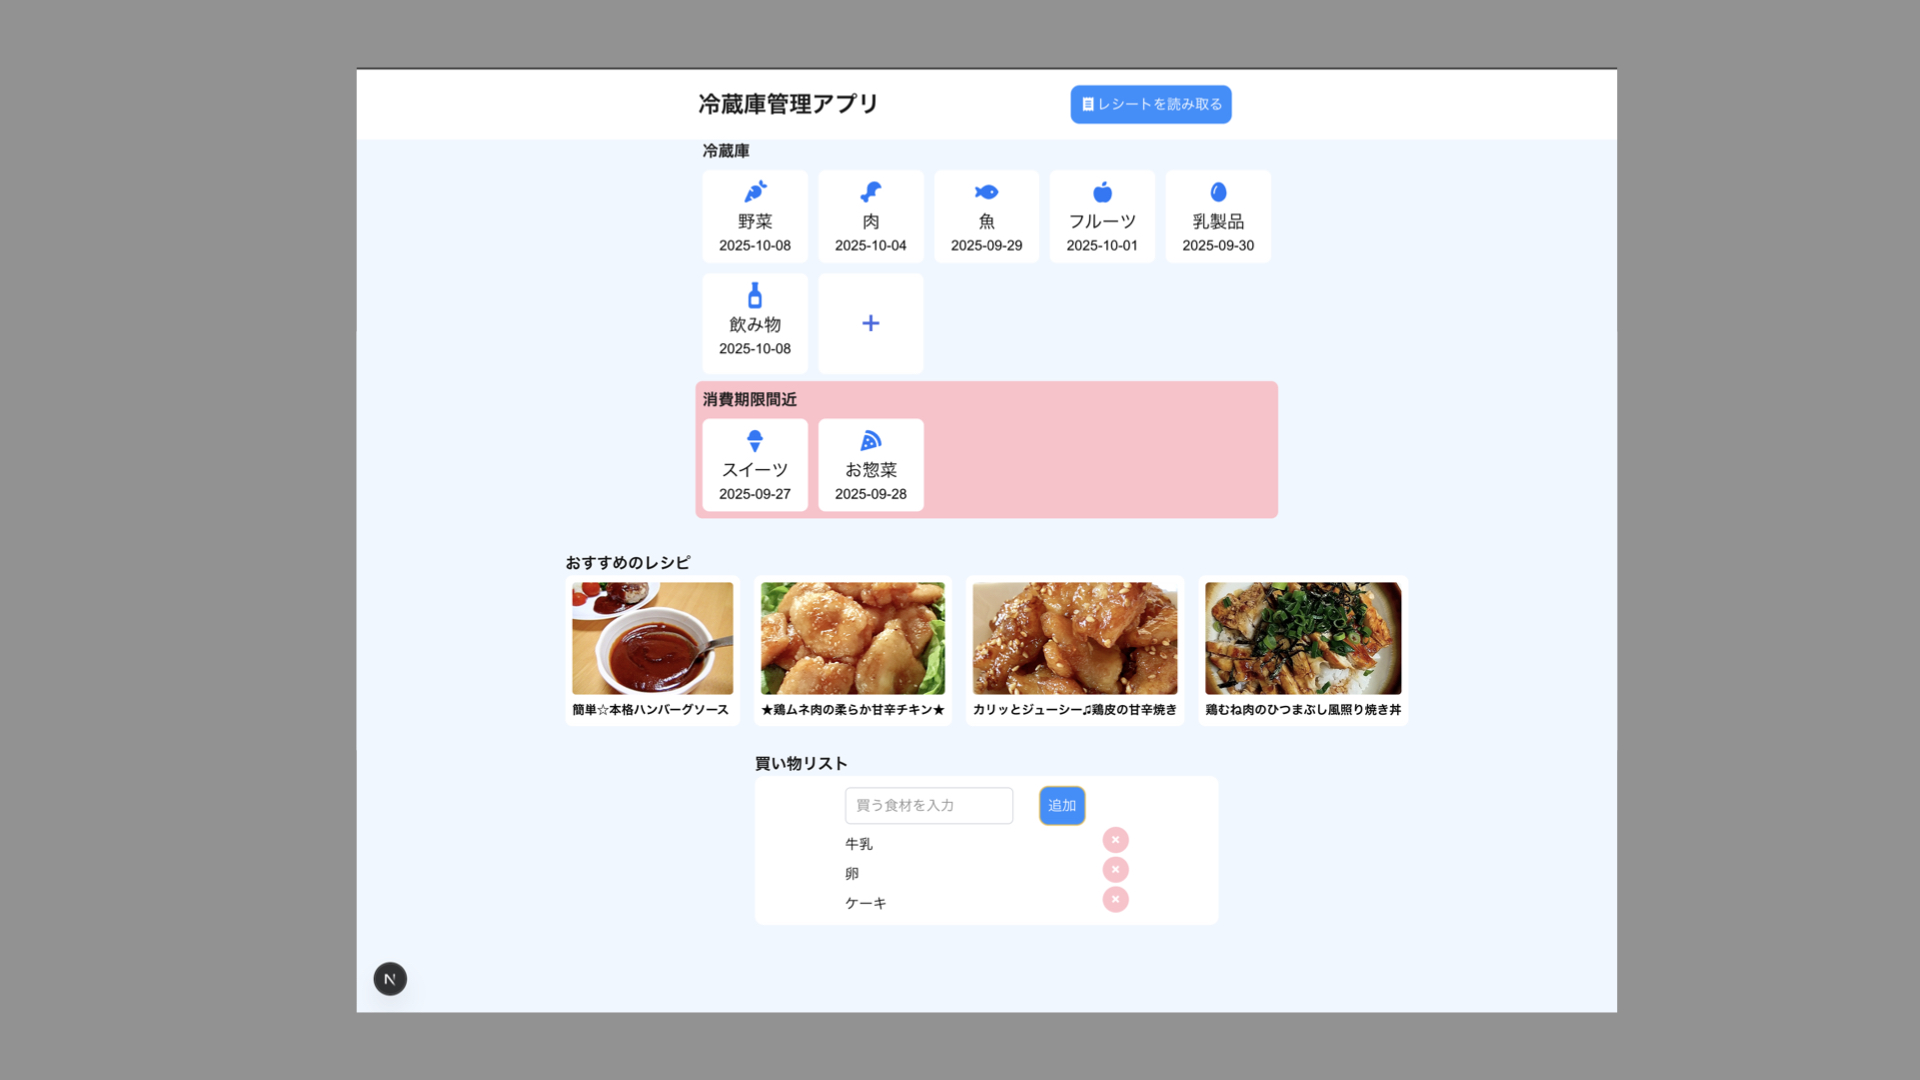 冷蔵庫管理アプリ
レシートを読み取る
冷蔵庫
野菜
2025-10-08
肉
2025-10-04
魚
2025-09-29
フルーツ
2025-10-01
乳製品
2025-09-30
飲み物
2025-10-08
+
消費期限間近
スイーツ
2025-09-27
お惣菜
2025-09-28
おすすめのレシピ
簡単☆本格ハンバーグソース
★鶏ムネ肉の柔らか甘辛チキン★
カリッとジューシー♫鶏皮の甘辛焼き
鶏むね肉のひつまぶし風照り焼き丼
買い物リスト
買う食材を入力
追加
牛乳
卵
ケーキ
N